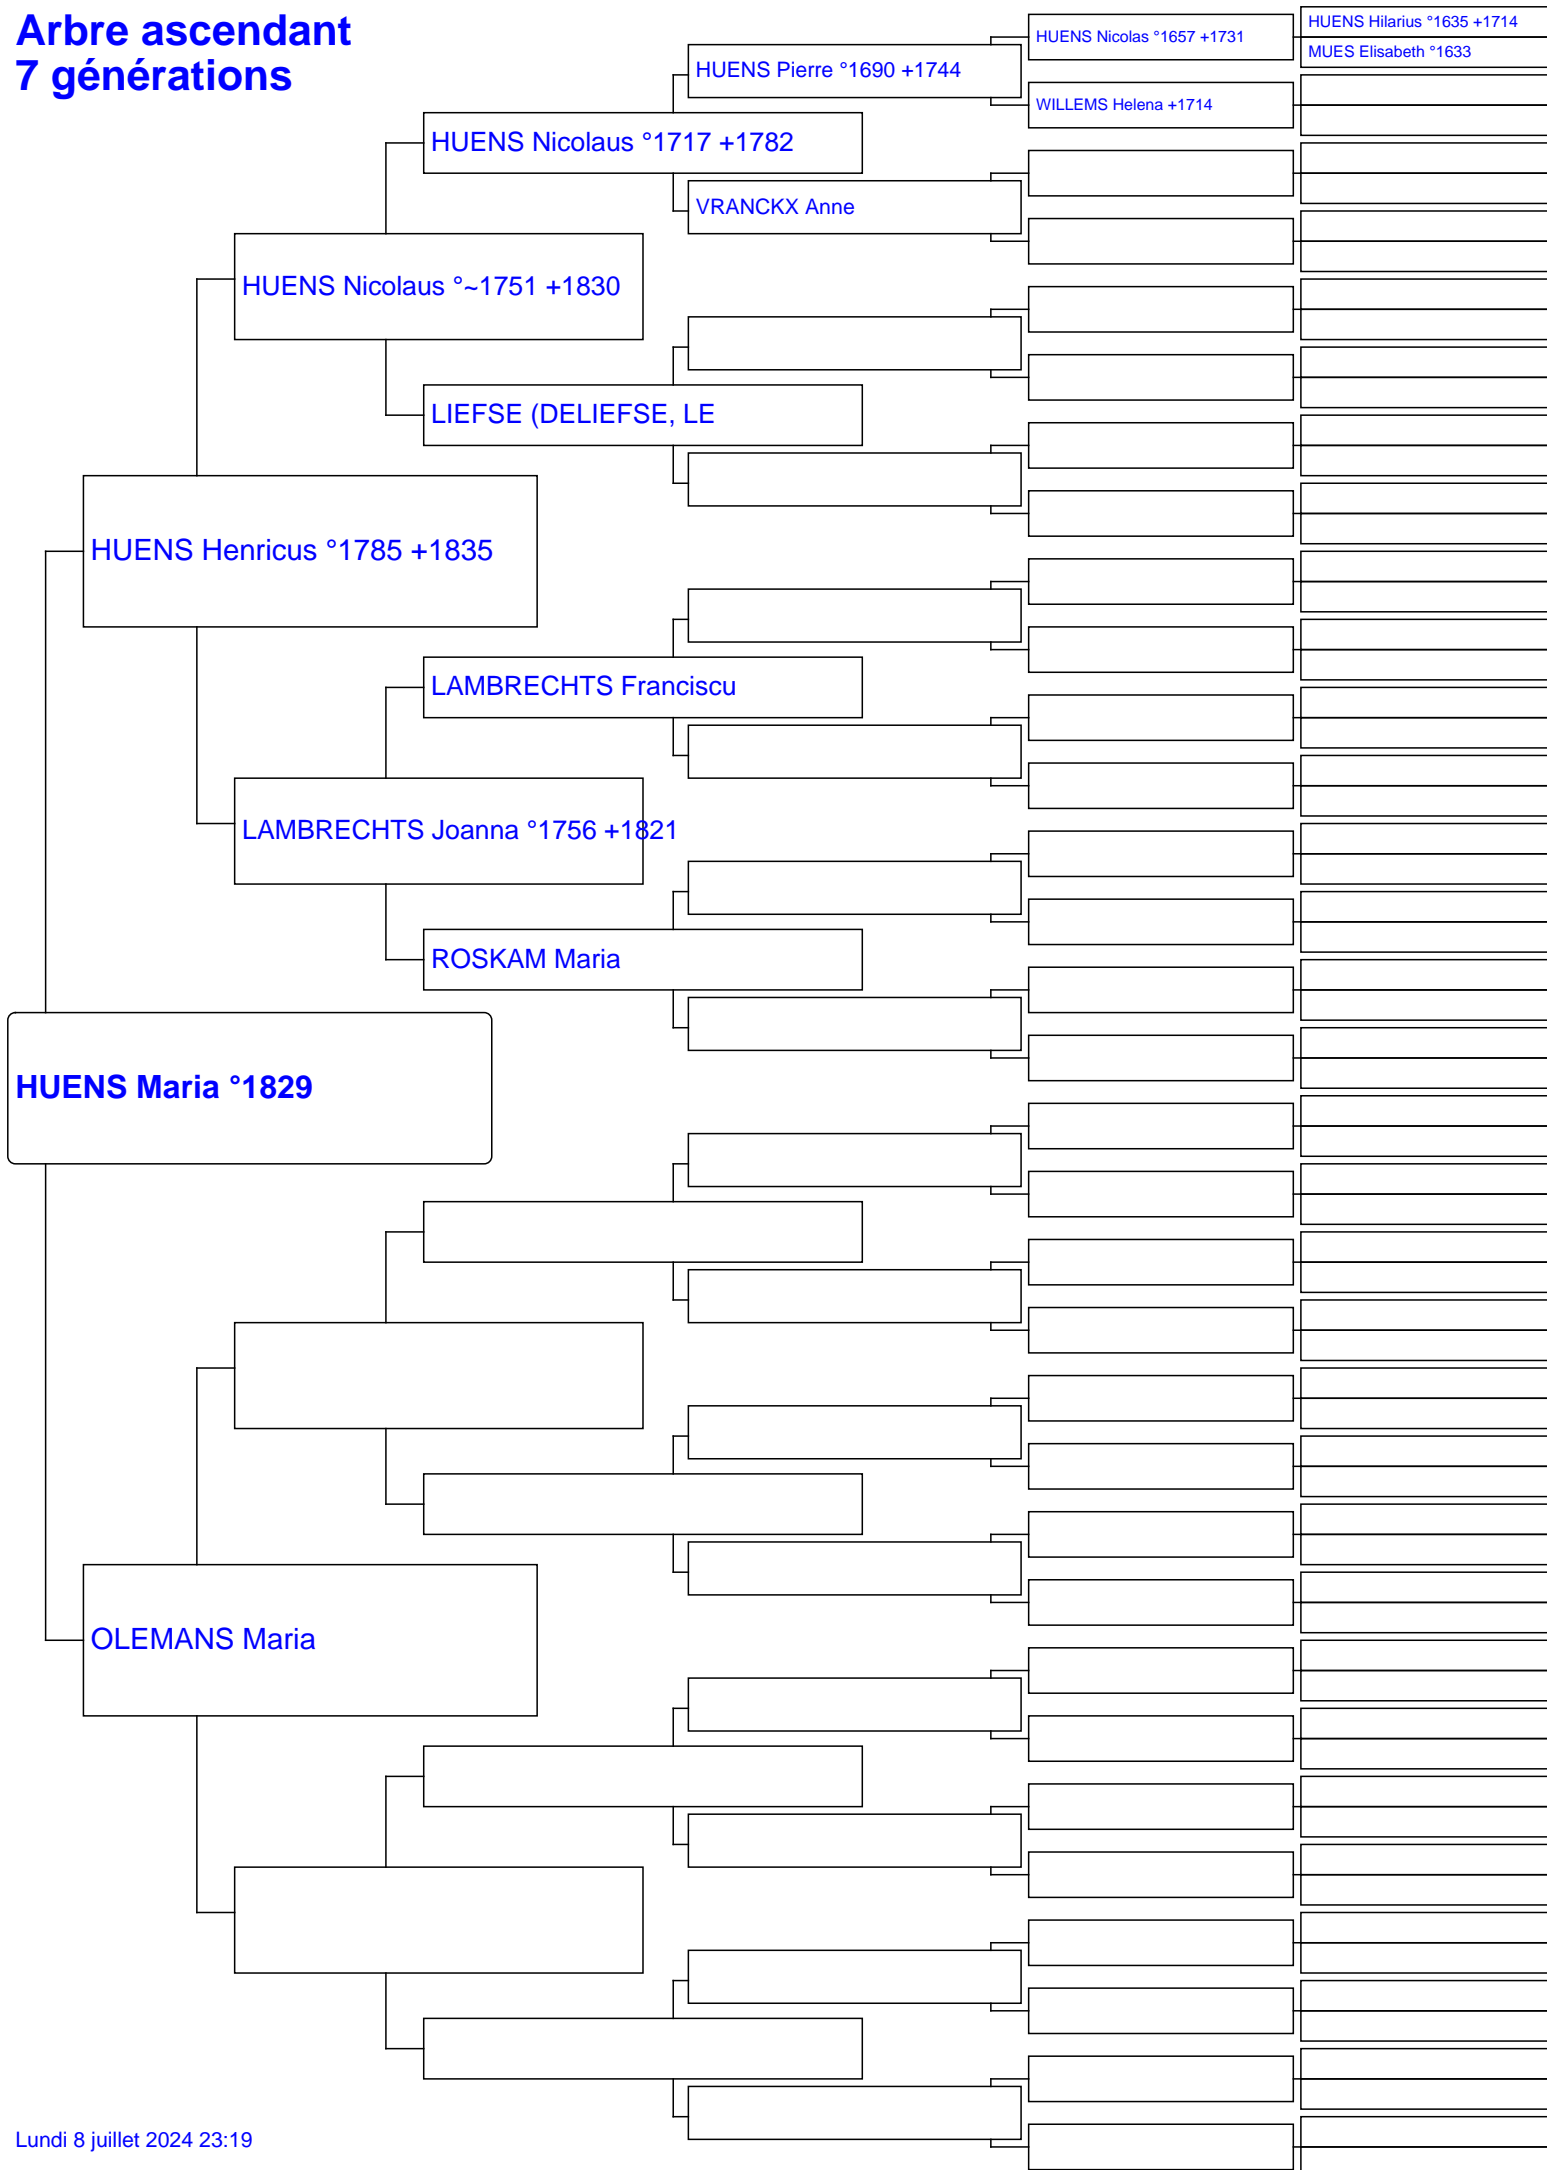 Arbre ascendant
7 générations
HUENS Hilarius °1635 +1714
HUENS Nicolas °1657 +1731
MUES Elisabeth °1633
HUENS Pierre °1690 +1744
WILLEMS Helena +1714
HUENS Nicolaus °1717 +1782
VRANCKX Anne
HUENS Nicolaus °~1751 +1830
LIEFSE (DELIEFSE, LE
HUENS Henricus °1785 +1835
LAMBRECHTS Franciscu
LAMBRECHTS Joanna °1756 +1821
ROSKAM Maria
HUENS Maria °1829
OLEMANS Maria
Lundi 8 juillet 2024 23:19